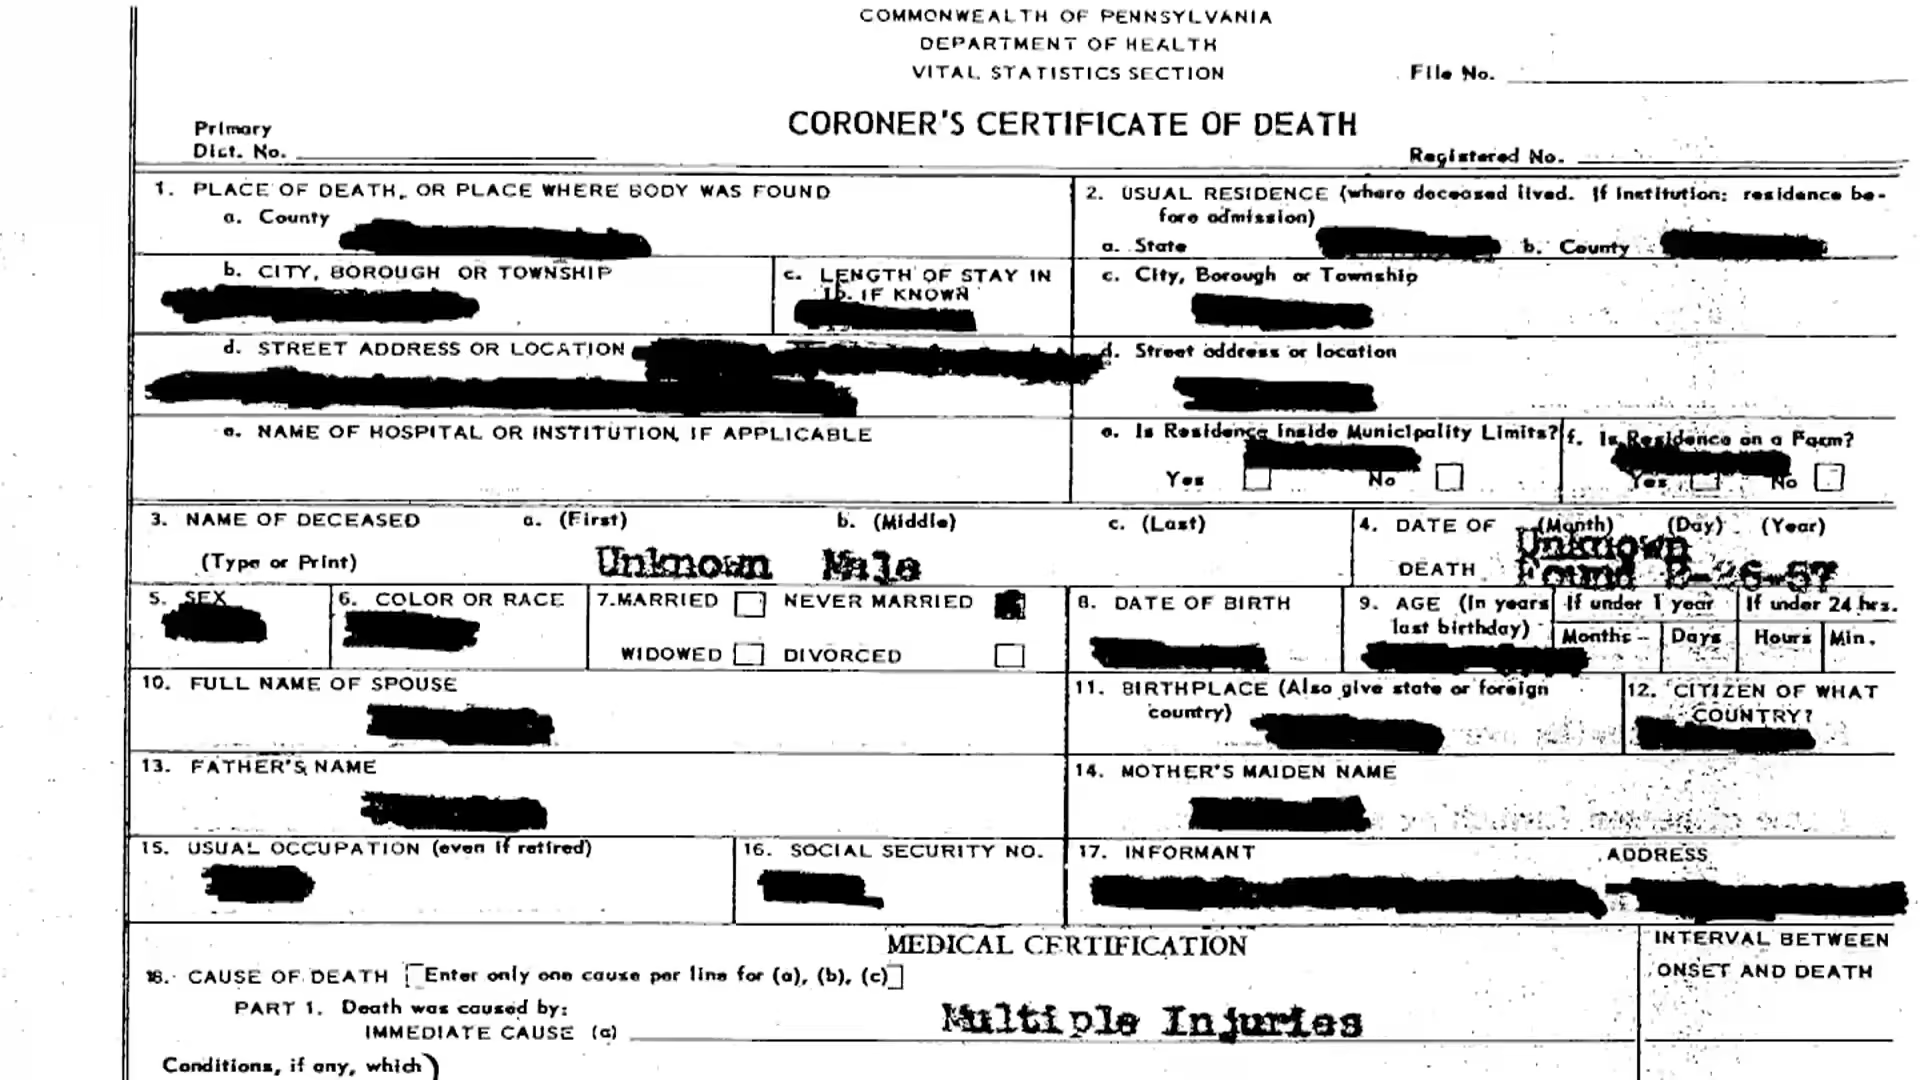 COMMONWEALTH OF PENNSYLVANIA
DEPARTMENT OF HEALTH
VITAL STATISTICS SECTION
File No.
CORONER'S CERTIFICATE OF DEATH
Primary
Dist. No.
Registered No.
1. PLACE OF DEATH, OR PLACE WHERE BODY WAS FOUND
a. County
2. USUAL RESIDENCE (where deceased lived. If institution: residence be-
fore admission)
a. State b. County
b. CITY, BOROUGH OR TOWNSHIP
c. LENGTH OF STAY IN
1b. IF KNOWN
c. City, Borough or Township
d. STREET ADDRESS OR LOCATION
d. Street address or location
e. NAME OF HOSPITAL OR INSTITUTION, IF APPLICABLE
e. Is Residence Inside Municipality Limits?
Yes No
f. Is Residence on a Farm?
Yes No
3. NAME OF DECEASED a. (First) b. (Middle) c. (Last)
(Type or Print) Unknown Male
4. DATE OF (Month) (Day) (Year)
DEATH Unknown
Found 2-26-57
5. SEX
6. COLOR OR RACE
7. MARRIED NEVER MARRIED
WIDOWED DIVORCED
8. DATE OF BIRTH
9. AGE (In years
last birthday)
If under 1 year
Months Days
If under 24 hrs.
Hours Min.
10. FULL NAME OF SPOUSE
11. BIRTHPLACE (Also give state or foreign
country)
12. CITIZEN OF WHAT
COUNTRY?
13. FATHER'S NAME
14. MOTHER'S MAIDEN NAME
15. USUAL OCCUPATION (even if retired)
16. SOCIAL SECURITY NO.
17. INFORMANT ADDRESS
MEDICAL CERTIFICATION
18. CAUSE OF DEATH [Enter only one cause per line for (a), (b), (c)]
INTERVAL BETWEEN
ONSET AND DEATH
PART 1. Death was caused by:
IMMEDIATE CAUSE (a) Multiple Injuries
Conditions, if any, which)